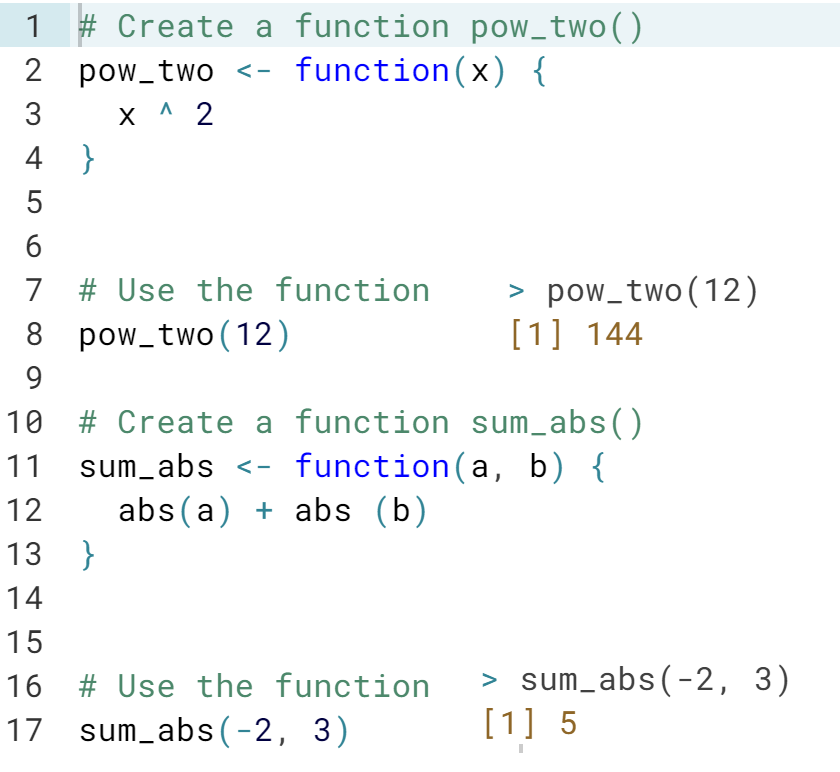 1 # Create a function pow_two()
2 pow_two <- function(x) {
3   x ^ 2
4 }
5
6
7 # Use the function    > pow_two(12)
8 pow_two(12)    [1] 144
9
10 # Create a function sum_abs()
11 sum_abs <- function(a, b) {
12   abs(a) + abs (b)
13 }
14
15
16 # Use the function    > sum_abs(-2, 3)
17 sum_abs(-2, 3)    [1] 5